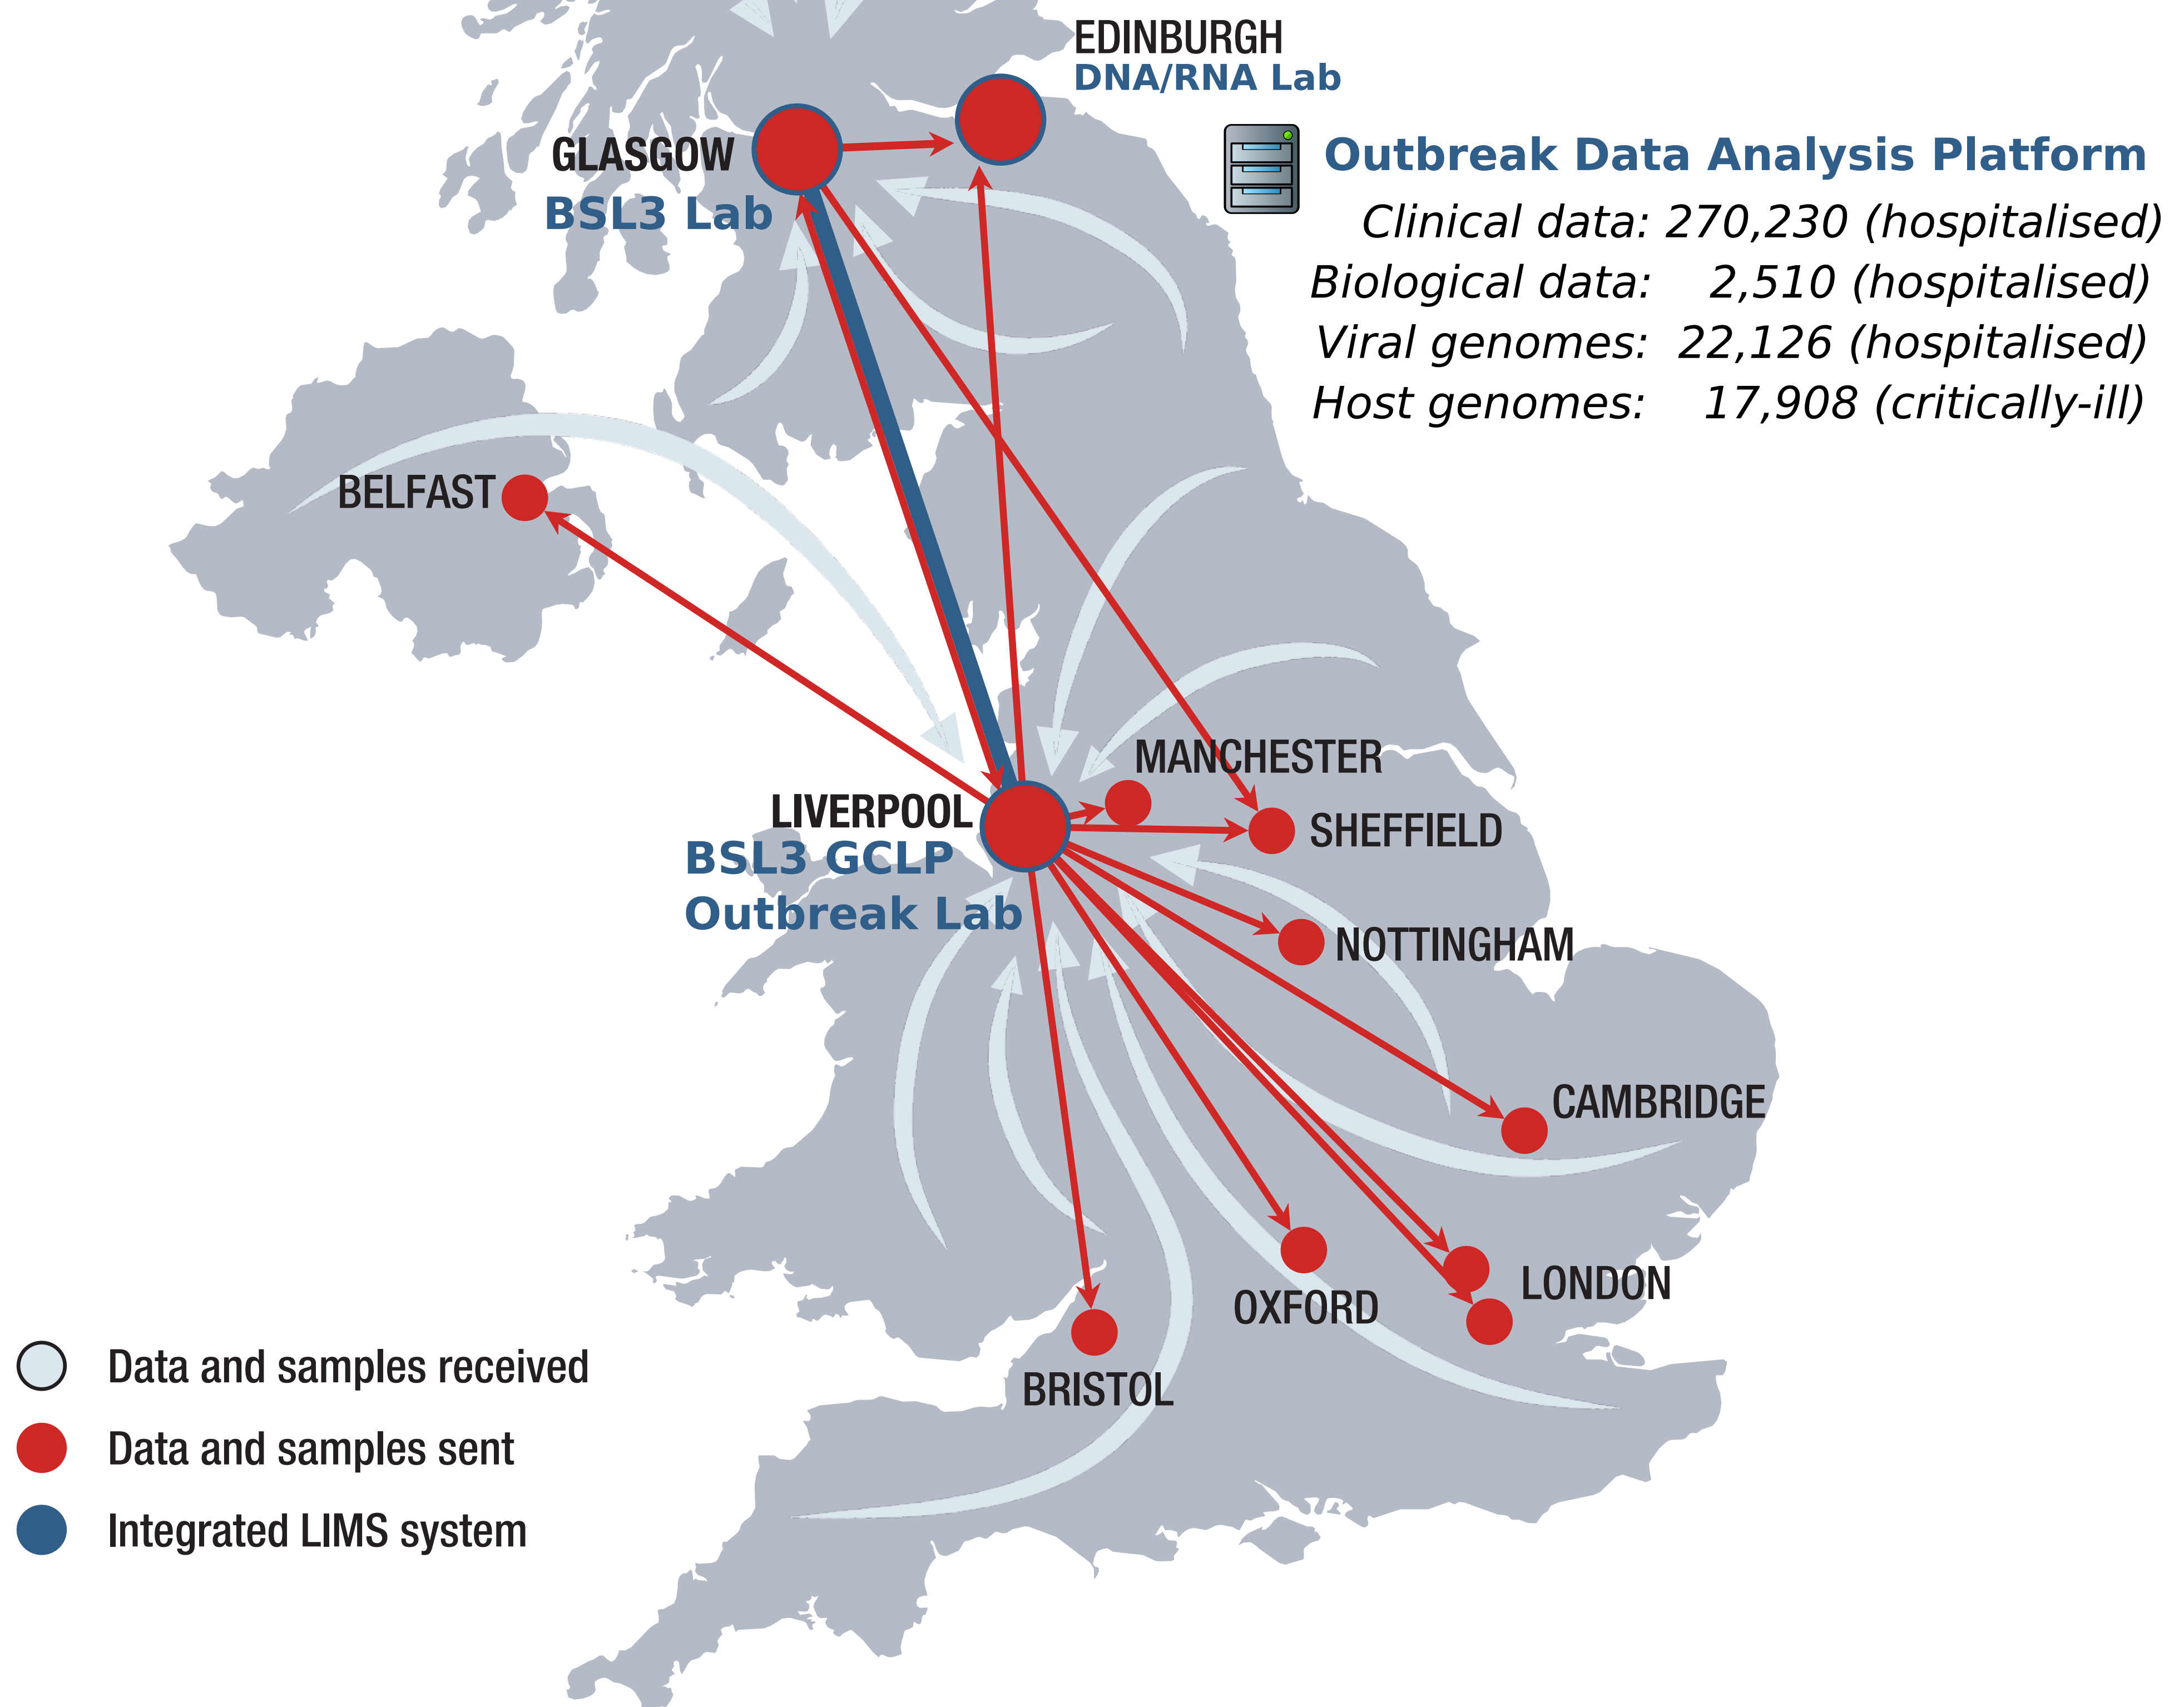 EDINBURGH
DNA/RNA Lab
GLASGOW
BSL3 Lab
Outbreak Data Analysis Platform
Clinical data: 270,230 (hospitalised)
Biological data: 2,510 (hospitalised)
Viral genomes: 22,126 (hospitalised)
Host genomes: 17,908 (critically-ill)
BELFAST
MANCHESTER
LIVERPOOL
BSL3 GCLP
Outbreak Lab
SHEFFIELD
NOTTINGHAM
CAMBRIDGE
LONDON
OXFORD
BRISTOL
Data and samples received
Data and samples sent
Integrated LIMS system